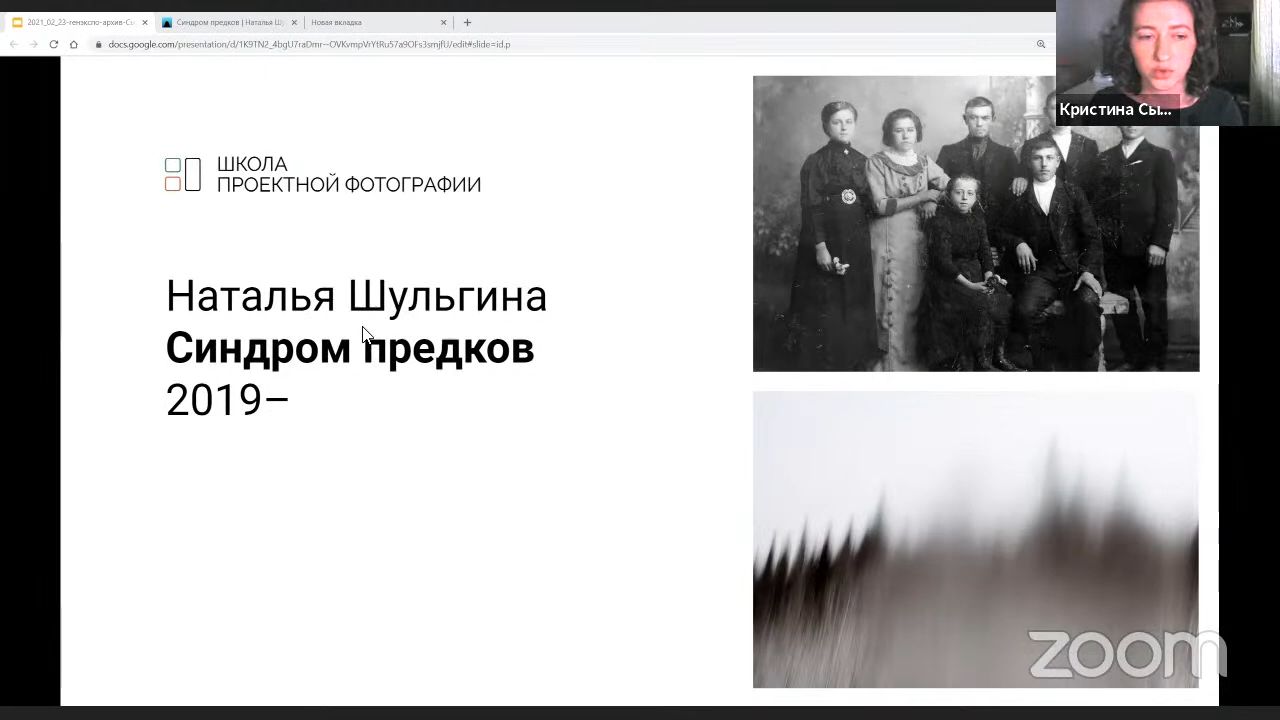 2021_02_23-генэкспо-архив-Си
Синдром предков | Наталья Шу
Новая вкладка
docs.google.com/presentation/d/1K9TN2_4bgU7raDmr--OVKvmpVrYtRu57a9OFs3smjfU/edit#slide=id.p
Кристина Сы...
ШКОЛА
ПРОЕКТНОЙ ФОТОГРАФИИ
Наталья Шульгина
Синдром предков
2019–
zoom